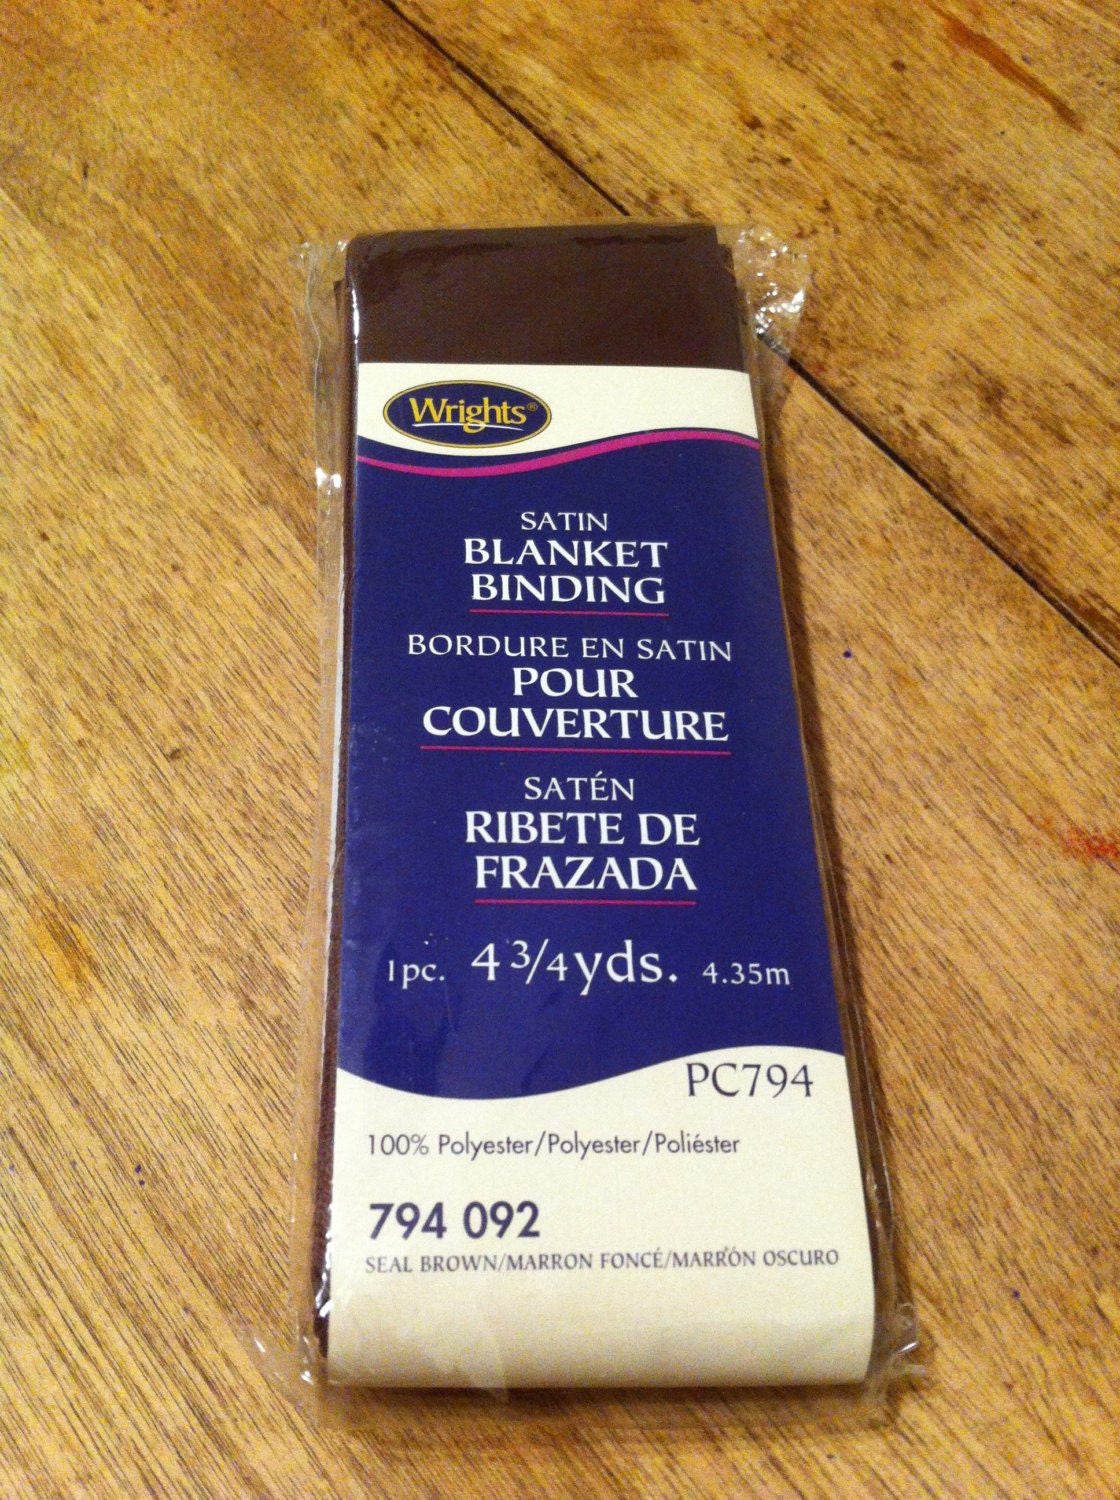 Wrights®
SATIN
BLANKET
BINDING
BORDURE EN SATIN
POUR
COUVERTURE
SATÉN
RIBETE DE
FRAZADA
1pc. 4 3/4 yds. 4.35m
PC794
100% Polyester/Polyester/Poliéster
794 092
SEAL BROWN/MARRON FONCÉ/MARRÓN OSCURO